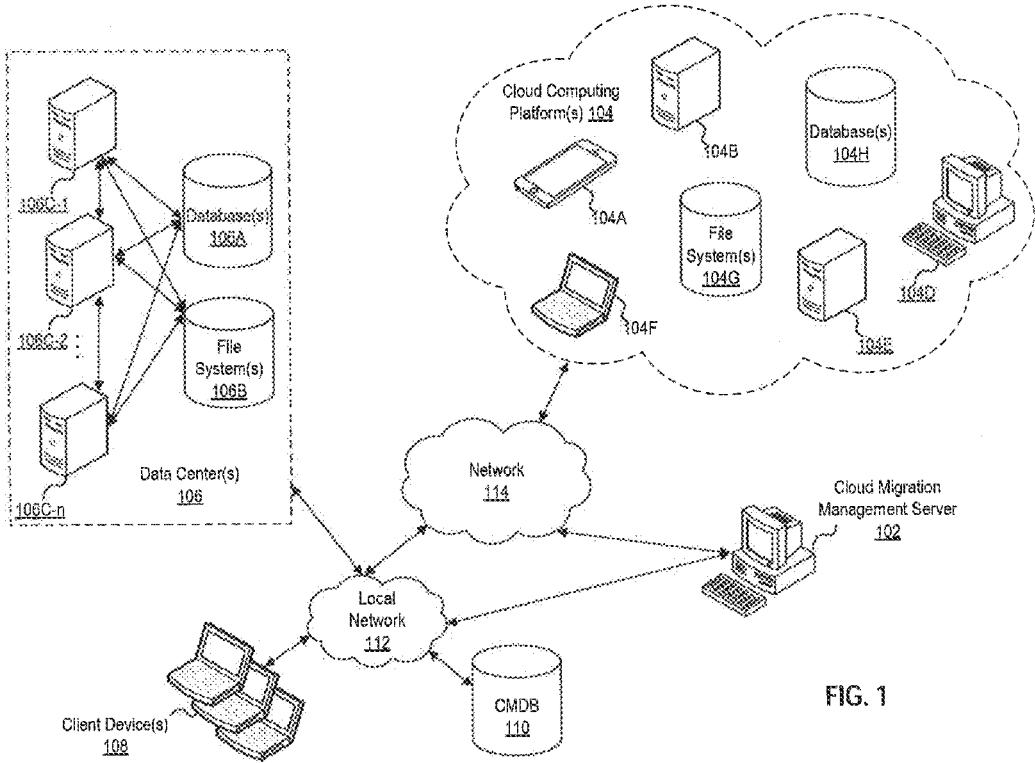 106C-1
Database(s)
106A
106C-2
File
System(s)
106B
106C-n
Data Center(s)
106
Cloud Computing
Platform(s) 104
104B
104A
Database(s)
104H
File
System(s)
104G
104D
104E
104F
Network
114
Cloud Migration
Management Server
102
Local
Network
112
CMDB
110
Client Device(s)
108
FIG. 1